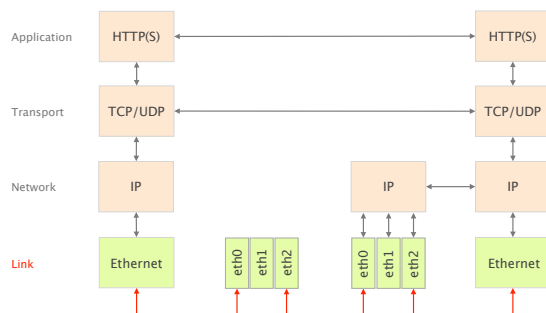 Application HTTP(S) HTTP(S)
Transport TCP/UDP TCP/UDP
Network IP IP IP
Link Ethernet eth0 eth1 eth2 eth0 eth1 eth2 Ethernet